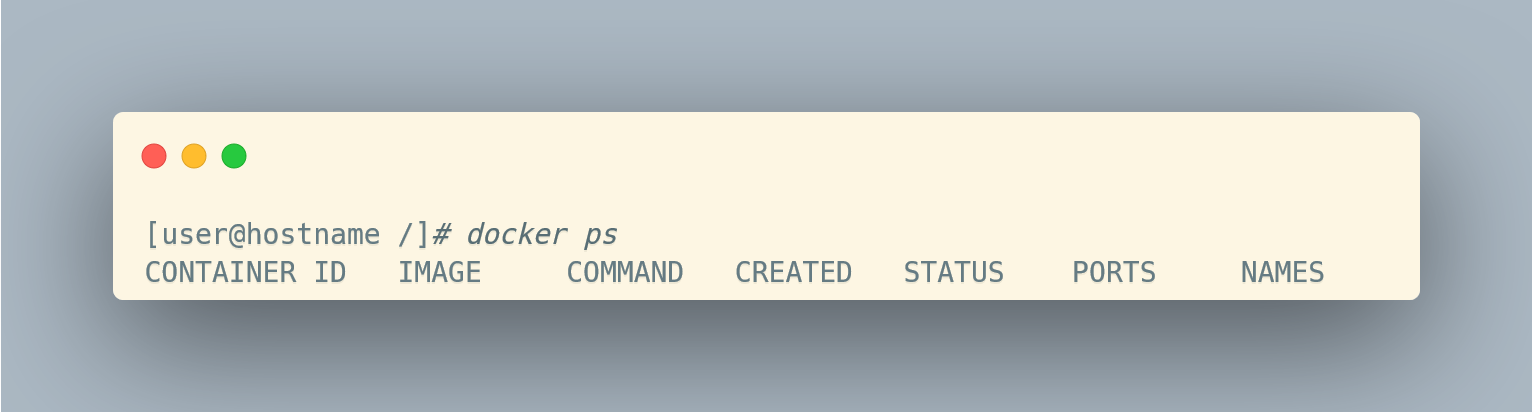 [user@hostname /]# docker ps
CONTAINER ID   IMAGE     COMMAND   CREATED   STATUS    PORTS     NAMES